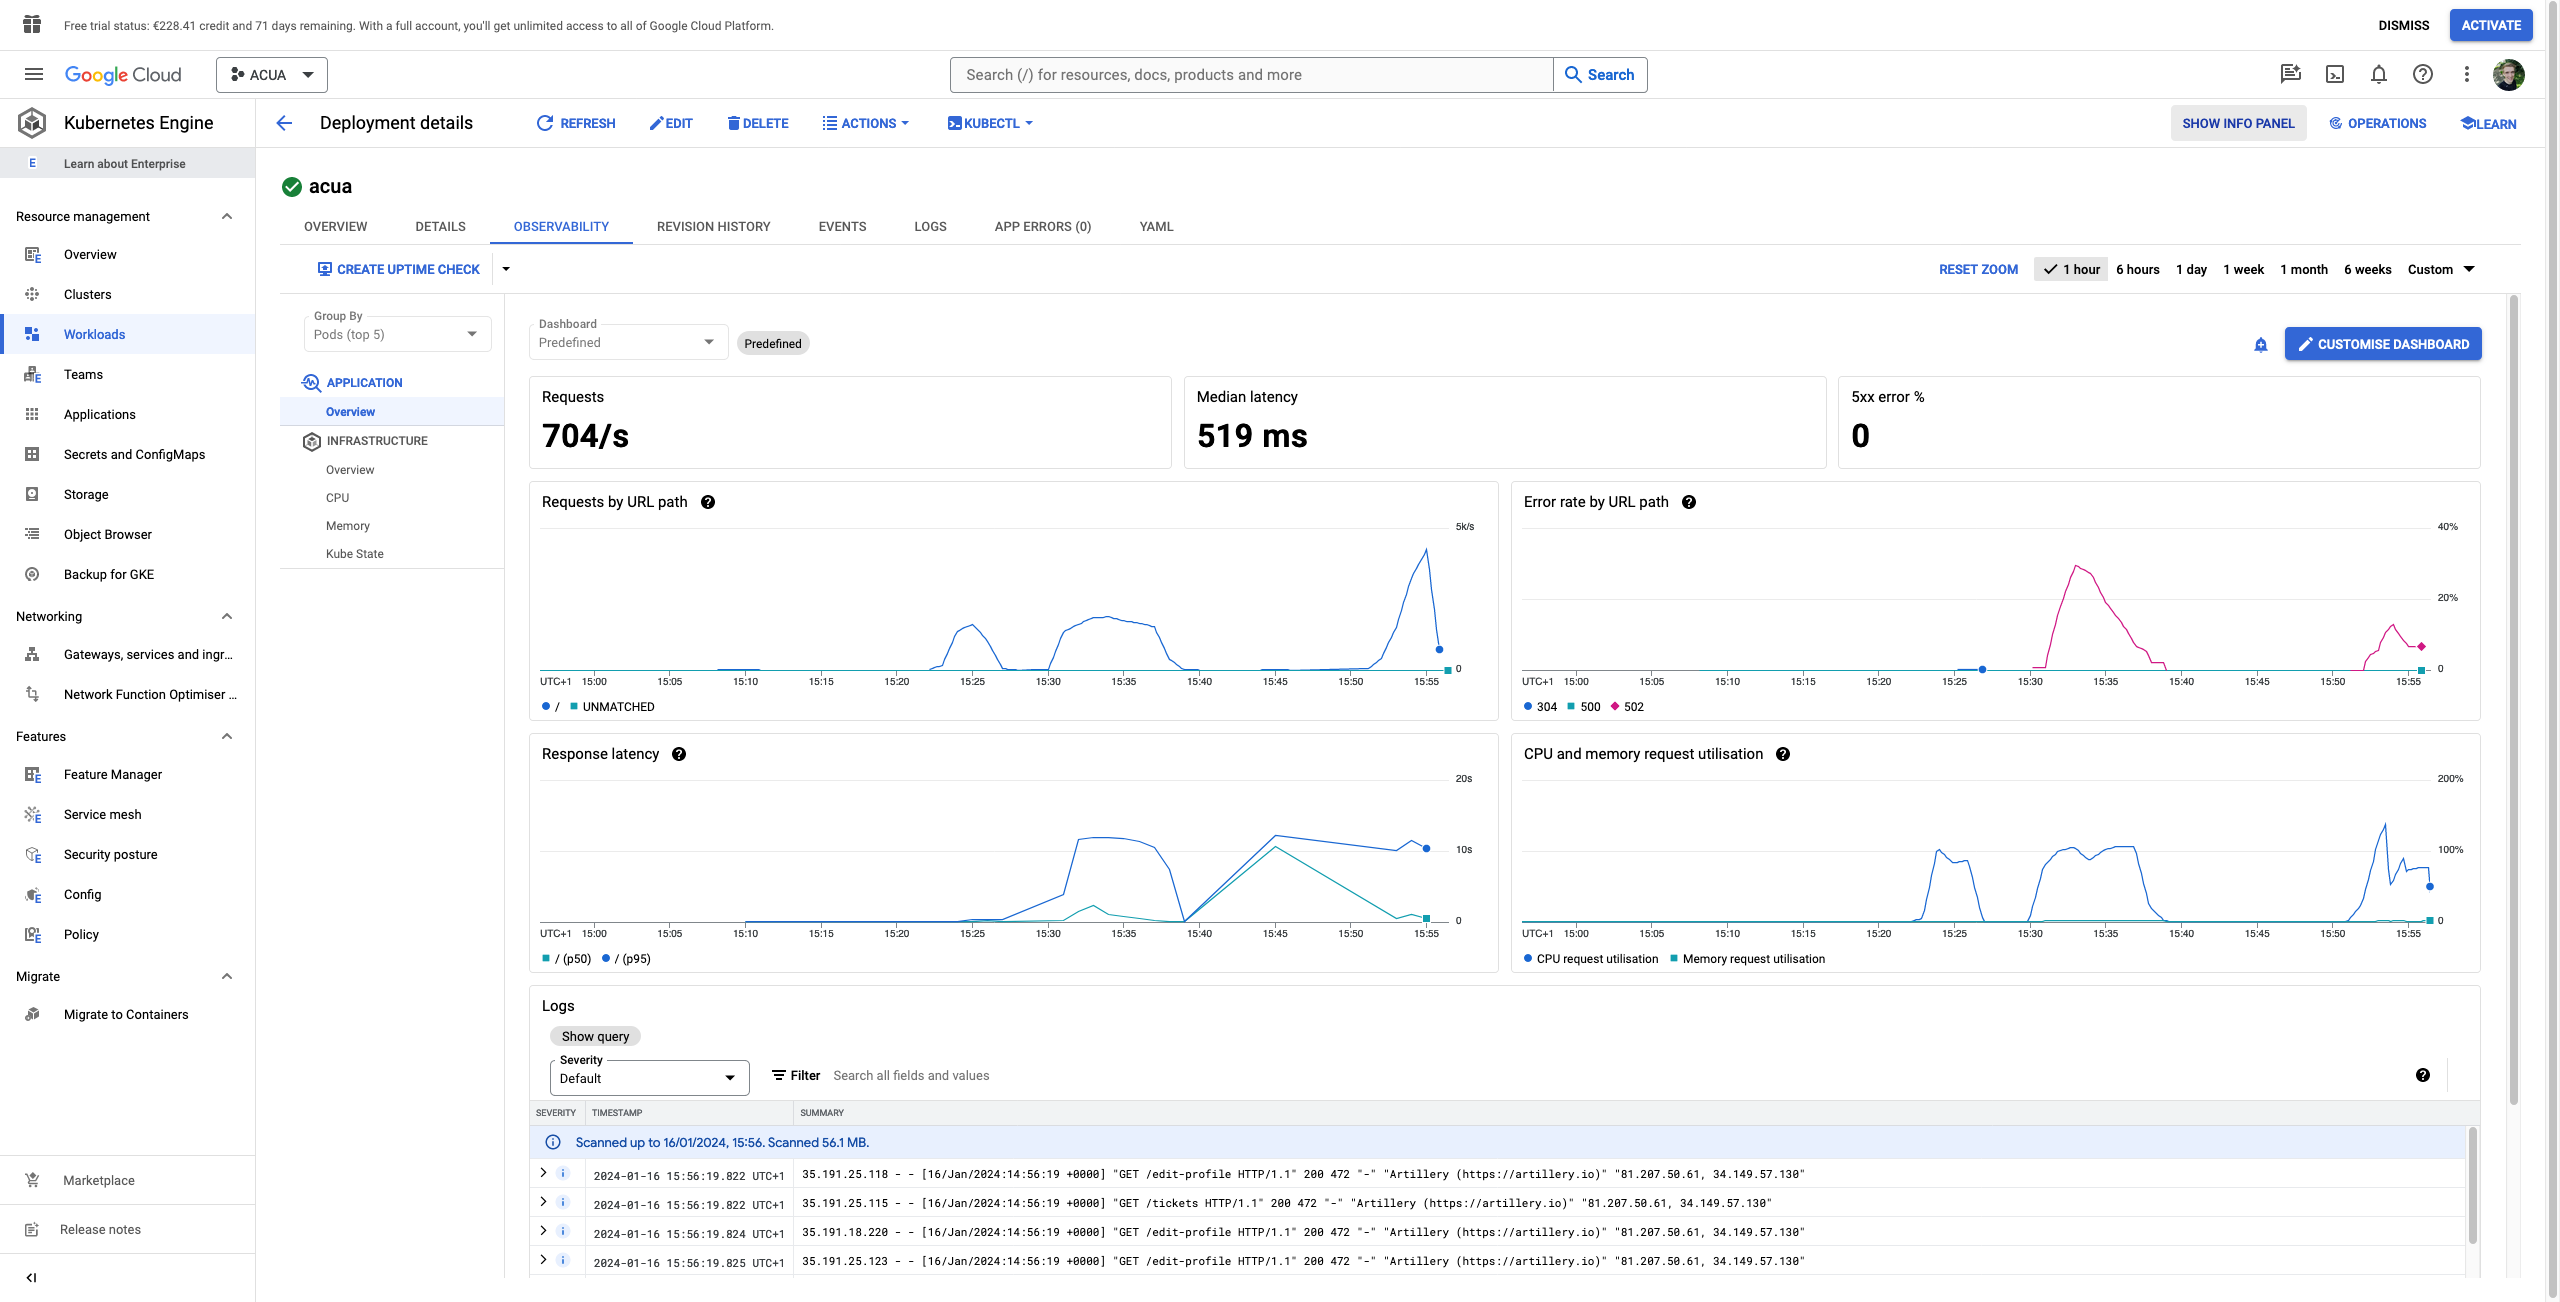 Free trial status: €228.41 credit and 71 days remaining. With a full account, you'll get unlimited access to all of Google Cloud Platform.
DISMISS
ACTIVATE
Google Cloud
ACUA
Search (/) for resources, docs, products and more
Search
Kubernetes Engine
Learn about Enterprise
Resource management
Overview
Clusters
Workloads
Teams
Applications
Secrets and ConfigMaps
Storage
Object Browser
Backup for GKE
Networking
Gateways, services and ingr...
Network Function Optimiser ...
Features
Feature Manager
Service mesh
Security posture
Config
Policy
Migrate
Migrate to Containers
Marketplace
Release notes
Deployment details
REFRESH
EDIT
DELETE
ACTIONS
KUBECTL
SHOW INFO PANEL
OPERATIONS
LEARN
acua
OVERVIEW
DETAILS
OBSERVABILITY
REVISION HISTORY
EVENTS
LOGS
APP ERRORS (0)
YAML
CREATE UPTIME CHECK
RESET ZOOM
1 hour
6 hours
1 day
1 week
1 month
6 weeks
Custom
Group By
Pods (top 5)
APPLICATION
Overview
INFRASTRUCTURE
Overview
CPU
Memory
Kube State
Dashboard
Predefined
Predefined
CUSTOMISE DASHBOARD
Requests
704/s
Median latency
519 ms
5xx error %
0
Requests by URL path
5k/s
0
UTC+1 15:00 15:05 15:10 15:15 15:20 15:25 15:30 15:35 15:40 15:45 15:50 15:55
/ UNMATCHED
Error rate by URL path
40%
20%
0
UTC+1 15:00 15:05 15:10 15:15 15:20 15:25 15:30 15:35 15:40 15:45 15:50 15:55
304 500 502
Response latency
20s
10s
0
UTC+1 15:00 15:05 15:10 15:15 15:20 15:25 15:30 15:35 15:40 15:45 15:50 15:55
/ (p50) / (p95)
CPU and memory request utilisation
200%
100%
0
UTC+1 15:00 15:05 15:10 15:15 15:20 15:25 15:30 15:35 15:40 15:45 15:50 15:55
CPU request utilisation Memory request utilisation
Logs
Show query
Severity
Default
Filter
Search all fields and values
SEVERITY TIMESTAMP SUMMARY
Scanned up to 16/01/2024, 15:56. Scanned 56.1 MB.
2024-01-16 15:56:19.822 UTC+1 35.191.25.118 - - [16/Jan/2024:14:56:19 +0000] "GET /edit-profile HTTP/1.1" 200 472 "-" "Artillery (https://artillery.io)" "81.207.50.61, 34.149.57.130"
2024-01-16 15:56:19.822 UTC+1 35.191.25.115 - - [16/Jan/2024:14:56:19 +0000] "GET /tickets HTTP/1.1" 200 472 "-" "Artillery (https://artillery.io)" "81.207.50.61, 34.149.57.130"
2024-01-16 15:56:19.824 UTC+1 35.191.18.220 - - [16/Jan/2024:14:56:19 +0000] "GET /edit-profile HTTP/1.1" 200 472 "-" "Artillery (https://artillery.io)" "81.207.50.61, 34.149.57.130"
2024-01-16 15:56:19.825 UTC+1 35.191.25.123 - - [16/Jan/2024:14:56:19 +0000] "GET /edit-profile HTTP/1.1" 200 472 "-" "Artillery (https://artillery.io)" "81.207.50.61, 34.149.57.130"